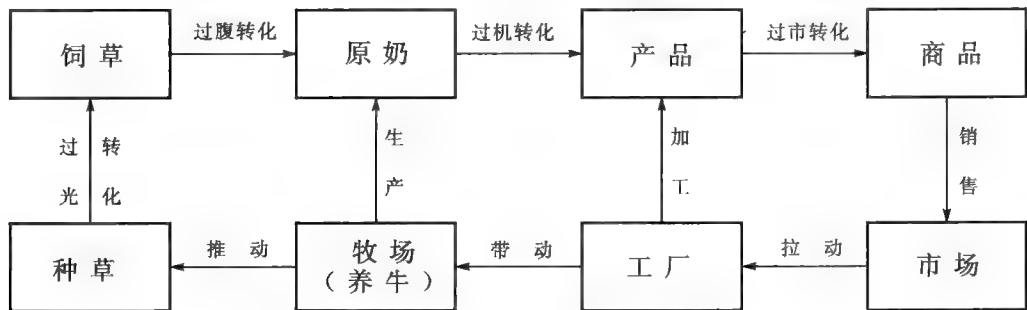 饲草
过腹转化
原奶
过机转化
产品
过市转化
商品
过光
转化
生产
加工
销售
种草
推动
牧场
(养牛)
带动
工厂
拉动
市场